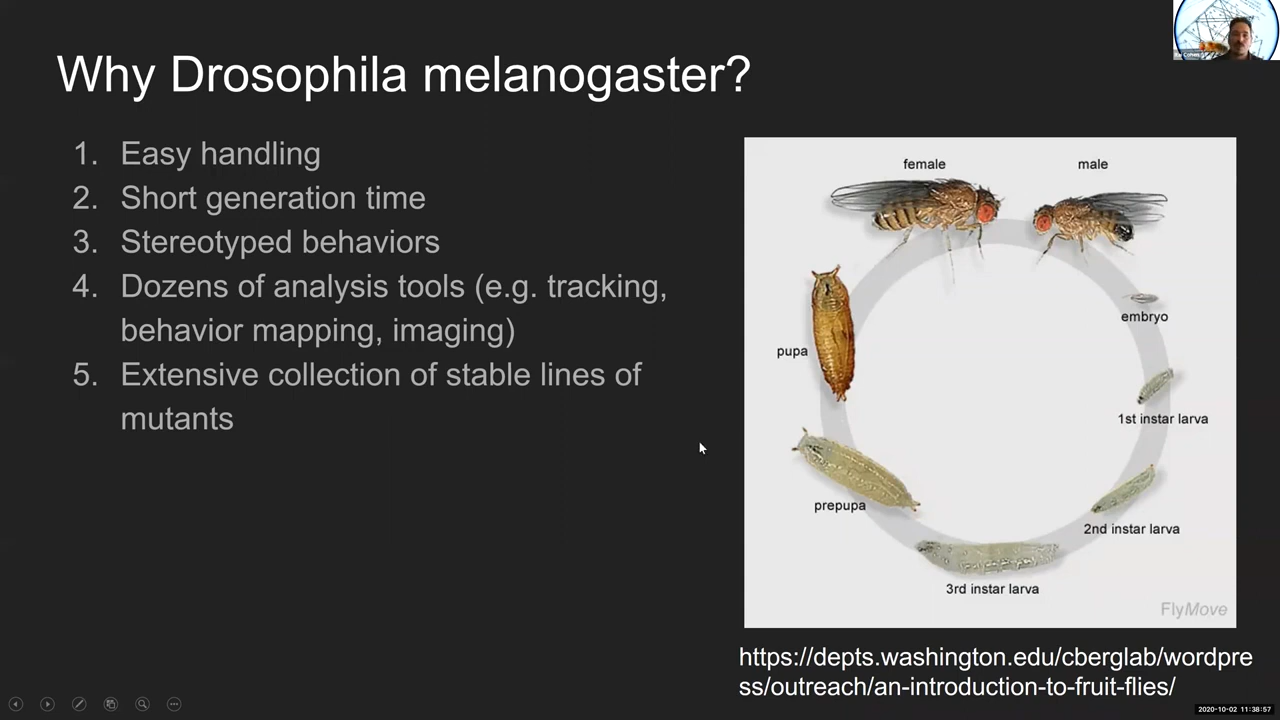 Why Drosophila melanogaster?
1. Easy handling
2. Short generation time
3. Stereotyped behaviors
4. Dozens of analysis tools (e.g. tracking,
behavior mapping, imaging)
5. Extensive collection of stable lines of
mutants
female
male
embryo
pupa
1st instar larva
prepupa
2nd instar larva
3rd instar larva
FlyMove
https://depts.washington.edu/cberglab/wordpre
ss/outreach/an-introduction-to-fruit-flies/
2020-10-02 11:38:57